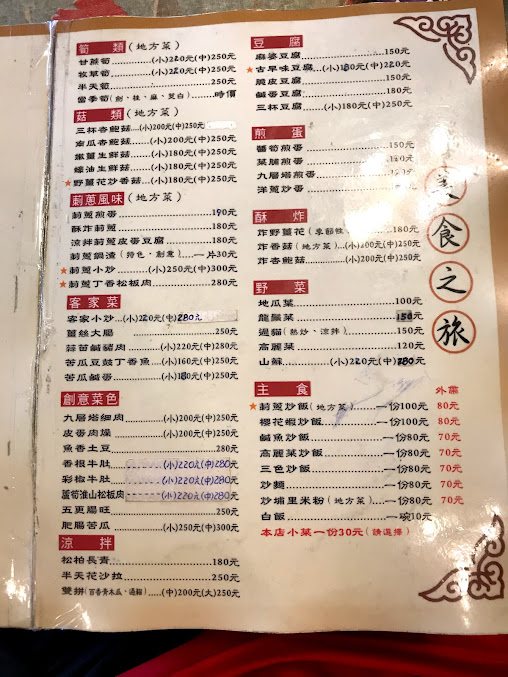 筍 類(地方菜)
甘蔗筍.........(小)220元(中)250元
牧草筍.........(小)220元(中)250元
半天筍.........250元
當季筍(劍、桂、麻、茭白).........時價
菇 類(地方菜)
三杯杏鮑菇...(小)200元(中)250元
南瓜杏鮑菇...(小)200元(中)250元
嫩薑生鮮菇...(小)180元(中)250元
蠔油生鮮菇...(小)180元(中)250元
★野薑花炒香菇...(小)180元(中)250元
莿蔥風味(地方菜)
莿蔥煎蛋.........190元
酥炸莿蔥.........180元
涼拌莿蔥皮蛋豆腐.........180元
莿蔥鍋渣(特色、創意).........一斤30元
★莿蔥小炒.........(小)250元(中)300元
★莿蔥丁香松板肉.........280元
客家菜
客家小炒...(小)220元(中)280元
薑絲大腸.........250元
蒜苗鹹豬肉.........(小)220元(中)280元
苦瓜豆鼓丁香魚......(小)160元(中)250元
苦瓜鹹蛋......(小)180元(中)250元
創意菜色
九層塔細肉.........(小)200元(中)250元
皮蛋肉燥.........(小)200元(中)250元
魚香土豆.........280元
香根牛肚.........(小)220元(中)280
彩椒牛肚.........(小)220元(中)280
蘆筍淮山松板肉.........(小)220元(中)280
五更腸旺.........250
肥腸苦瓜.........(小)250元(中)300元
涼 拌
松柏長青.........180元
半天花沙拉.........250元
雙拼(百香青木瓜、過貓)......(中)200元(大)250元
豆 腐
麻婆豆腐.........150元
★古早味豆腐...(小)180元(中)220元
脆皮豆腐.........150元
鹹蛋豆腐.........180元
三杯豆腐...(小)180元(中)250元
煎 蛋
蘿蔔煎蛋.........150元
菜脯煎蛋.........150元
九層塔煎蛋.........150元
洋蔥炒蛋.........
酥 炸
炸野薑花(季節性).........180元
炸香菇(地方菜)...(小)200元(中)250元
炸杏鮑菇.........(小)200元(中)250元
野 菜
地瓜菜.........100元
龍鬚菜.........150元
過貓(熱炒、涼拌).........150元
高麗菜.........120元
山蘇.........(小)220元(中)280元
主 食 外帶
★莿蔥炒飯(地方菜).........一份100元 80元
櫻花蝦炒飯.........一份100元 80元
鹹魚炒飯.........一份80元 70元
高麗菜炒飯.........一份80元 70元
三色炒飯.........一份80元 70元
炒麵.........一份80元 70元
炒埔里米粉(地方菜).........一份80元 70元
白飯.........一碗10元
本店小菜一份30元(請選擇)
美
食
之
旅